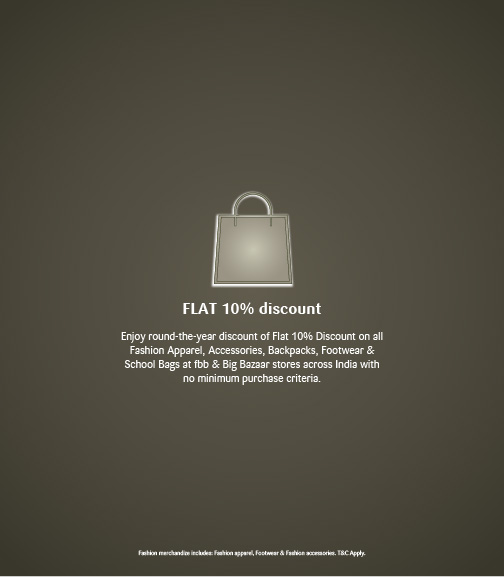 FLAT 10% discount
Enjoy round-the-year discount of Flat 10% Discount on all
Fashion Apparel, Accessories, Backpacks, Footwear &
School Bags at fbb & Big Bazaar stores across India with
no minimum purchase criteria.
Fashion merchandize includes: Fashion apparel, Footwear & Fashion accessories. T&C Apply.